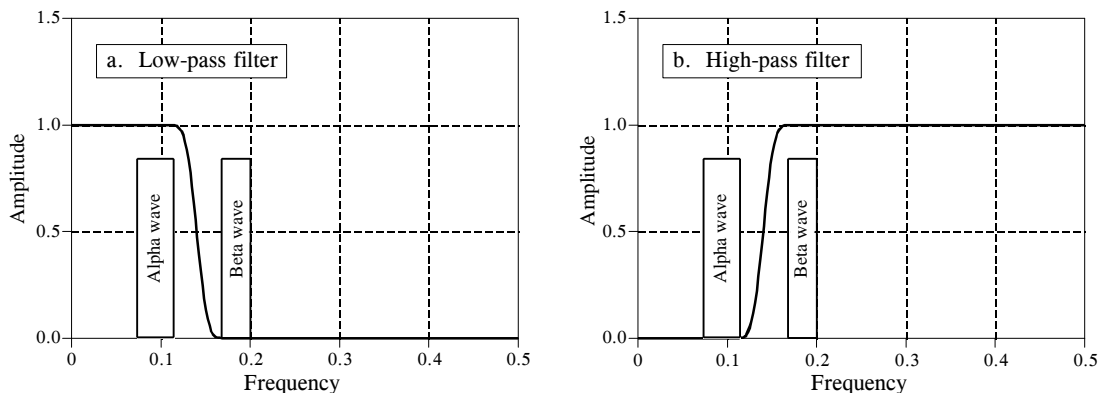 1.5
1.0
0.5
0.0
Amplitude
a. Low-pass filter
Alpha wave
Beta wave
0 0.1 0.2 0.3 0.4 0.5
Frequency
1.5
1.0
0.5
0.0
Amplitude
b. High-pass filter
Alpha wave
Beta wave
0 0.1 0.2 0.3 0.4 0.5
Frequency